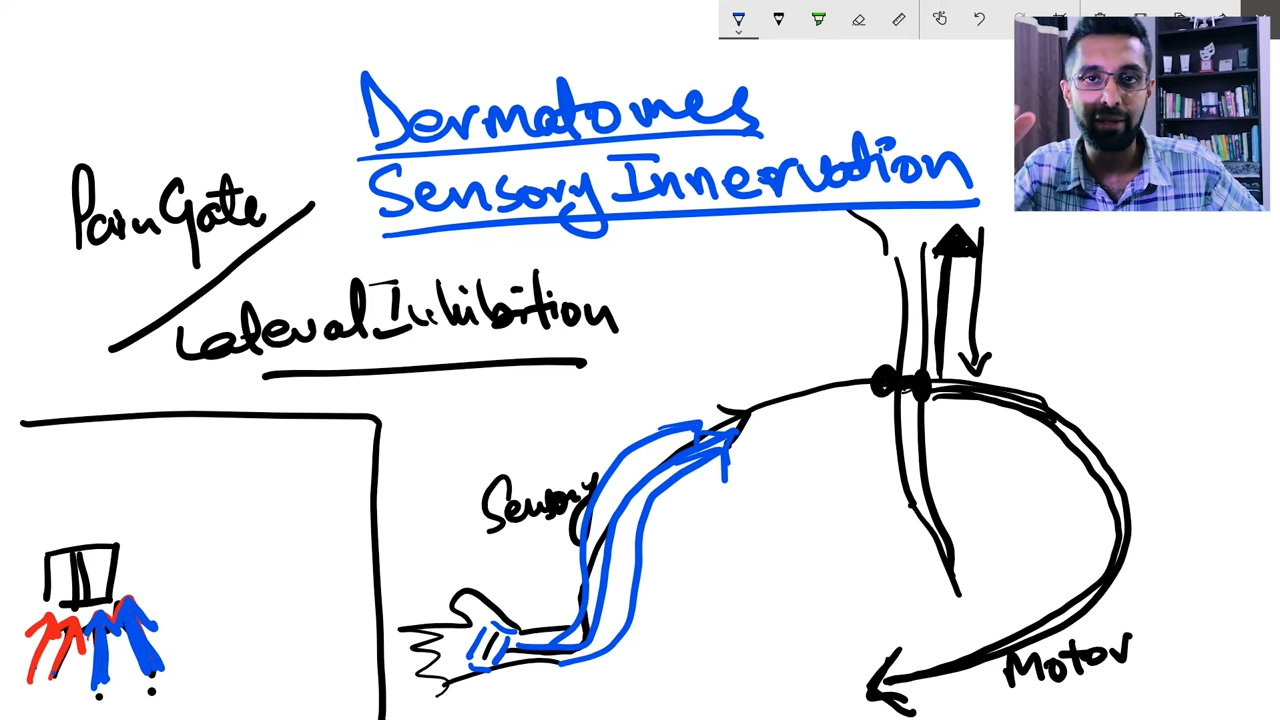 Dermatomes
Sensory Innervation
Pain Gate
Lateral Inhibition
Sensory
Motor